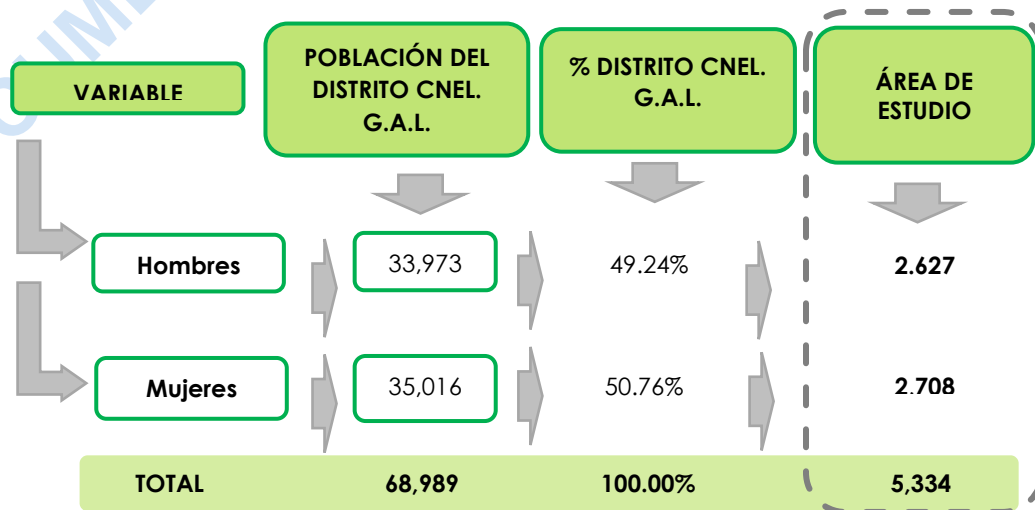 VARIABLE
POBLACIÓN DEL
DISTRITO CNEL.
G.A.L.
% DISTRITO CNEL.
G.A.L.
ÁREA DE
ESTUDIO
Hombres 33,973 49.24% 2.627
Mujeres 35,016 50.76% 2.708
TOTAL 68,989 100.00% 5,334